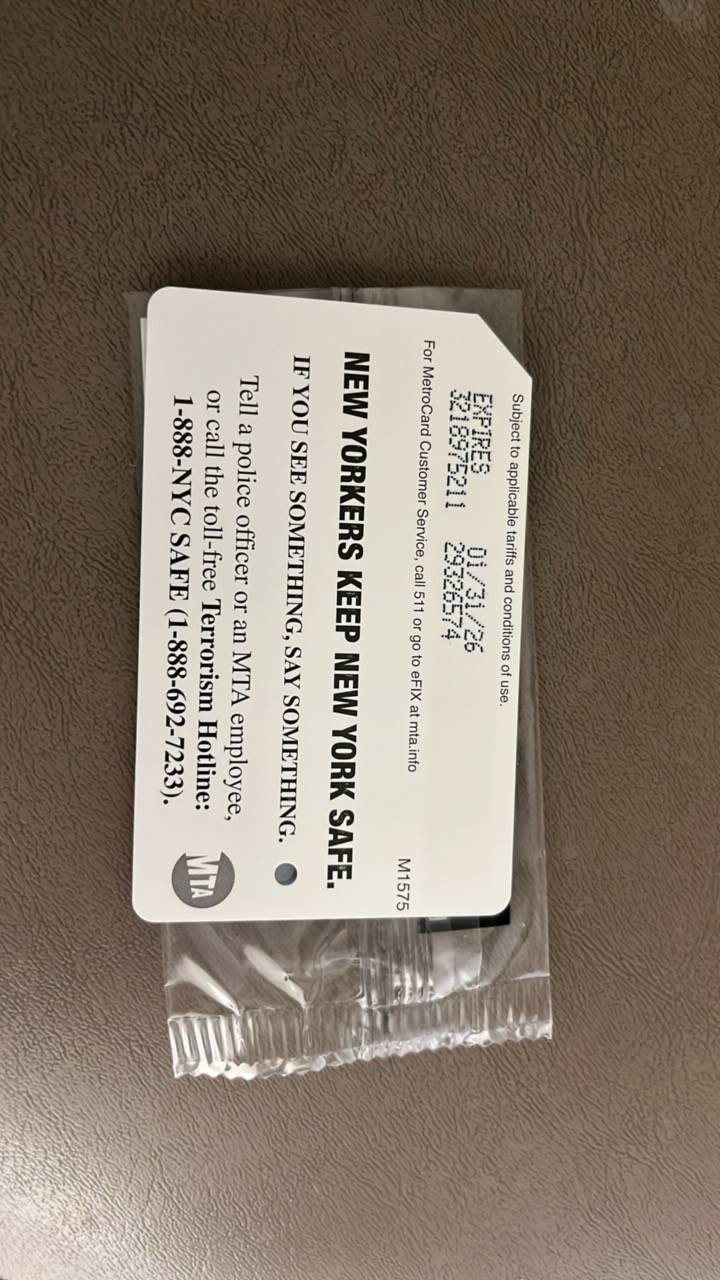 Subject to applicable tariffs and conditions of use.
EXPIRES 01/31/26
3218975211 29326574
For MetroCard Customer Service, call 511 or go to eFIX at mta.info
M1575
NEW YORKERS KEEP NEW YORK SAFE.
IF YOU SEE SOMETHING, SAY SOMETHING.
Tell a police officer or an MTA employee,
or call the toll-free Terrorism Hotline:
1-888-NYC SAFE (1-888-692-7233).
MTA